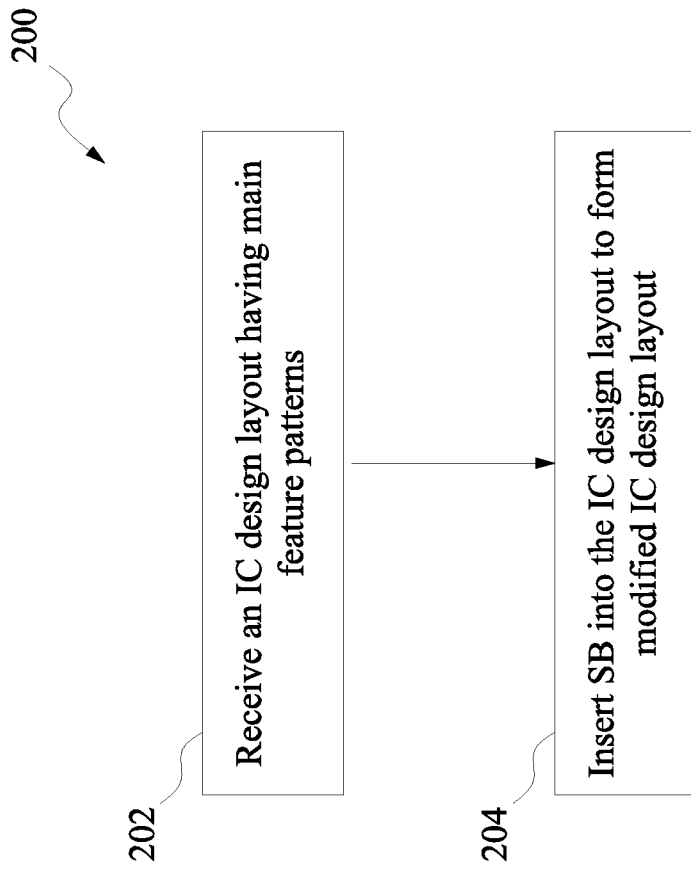 200
202
Receive an IC design layout having main
feature patterns
204
Insert SB into the IC design layout to form
modified IC design layout